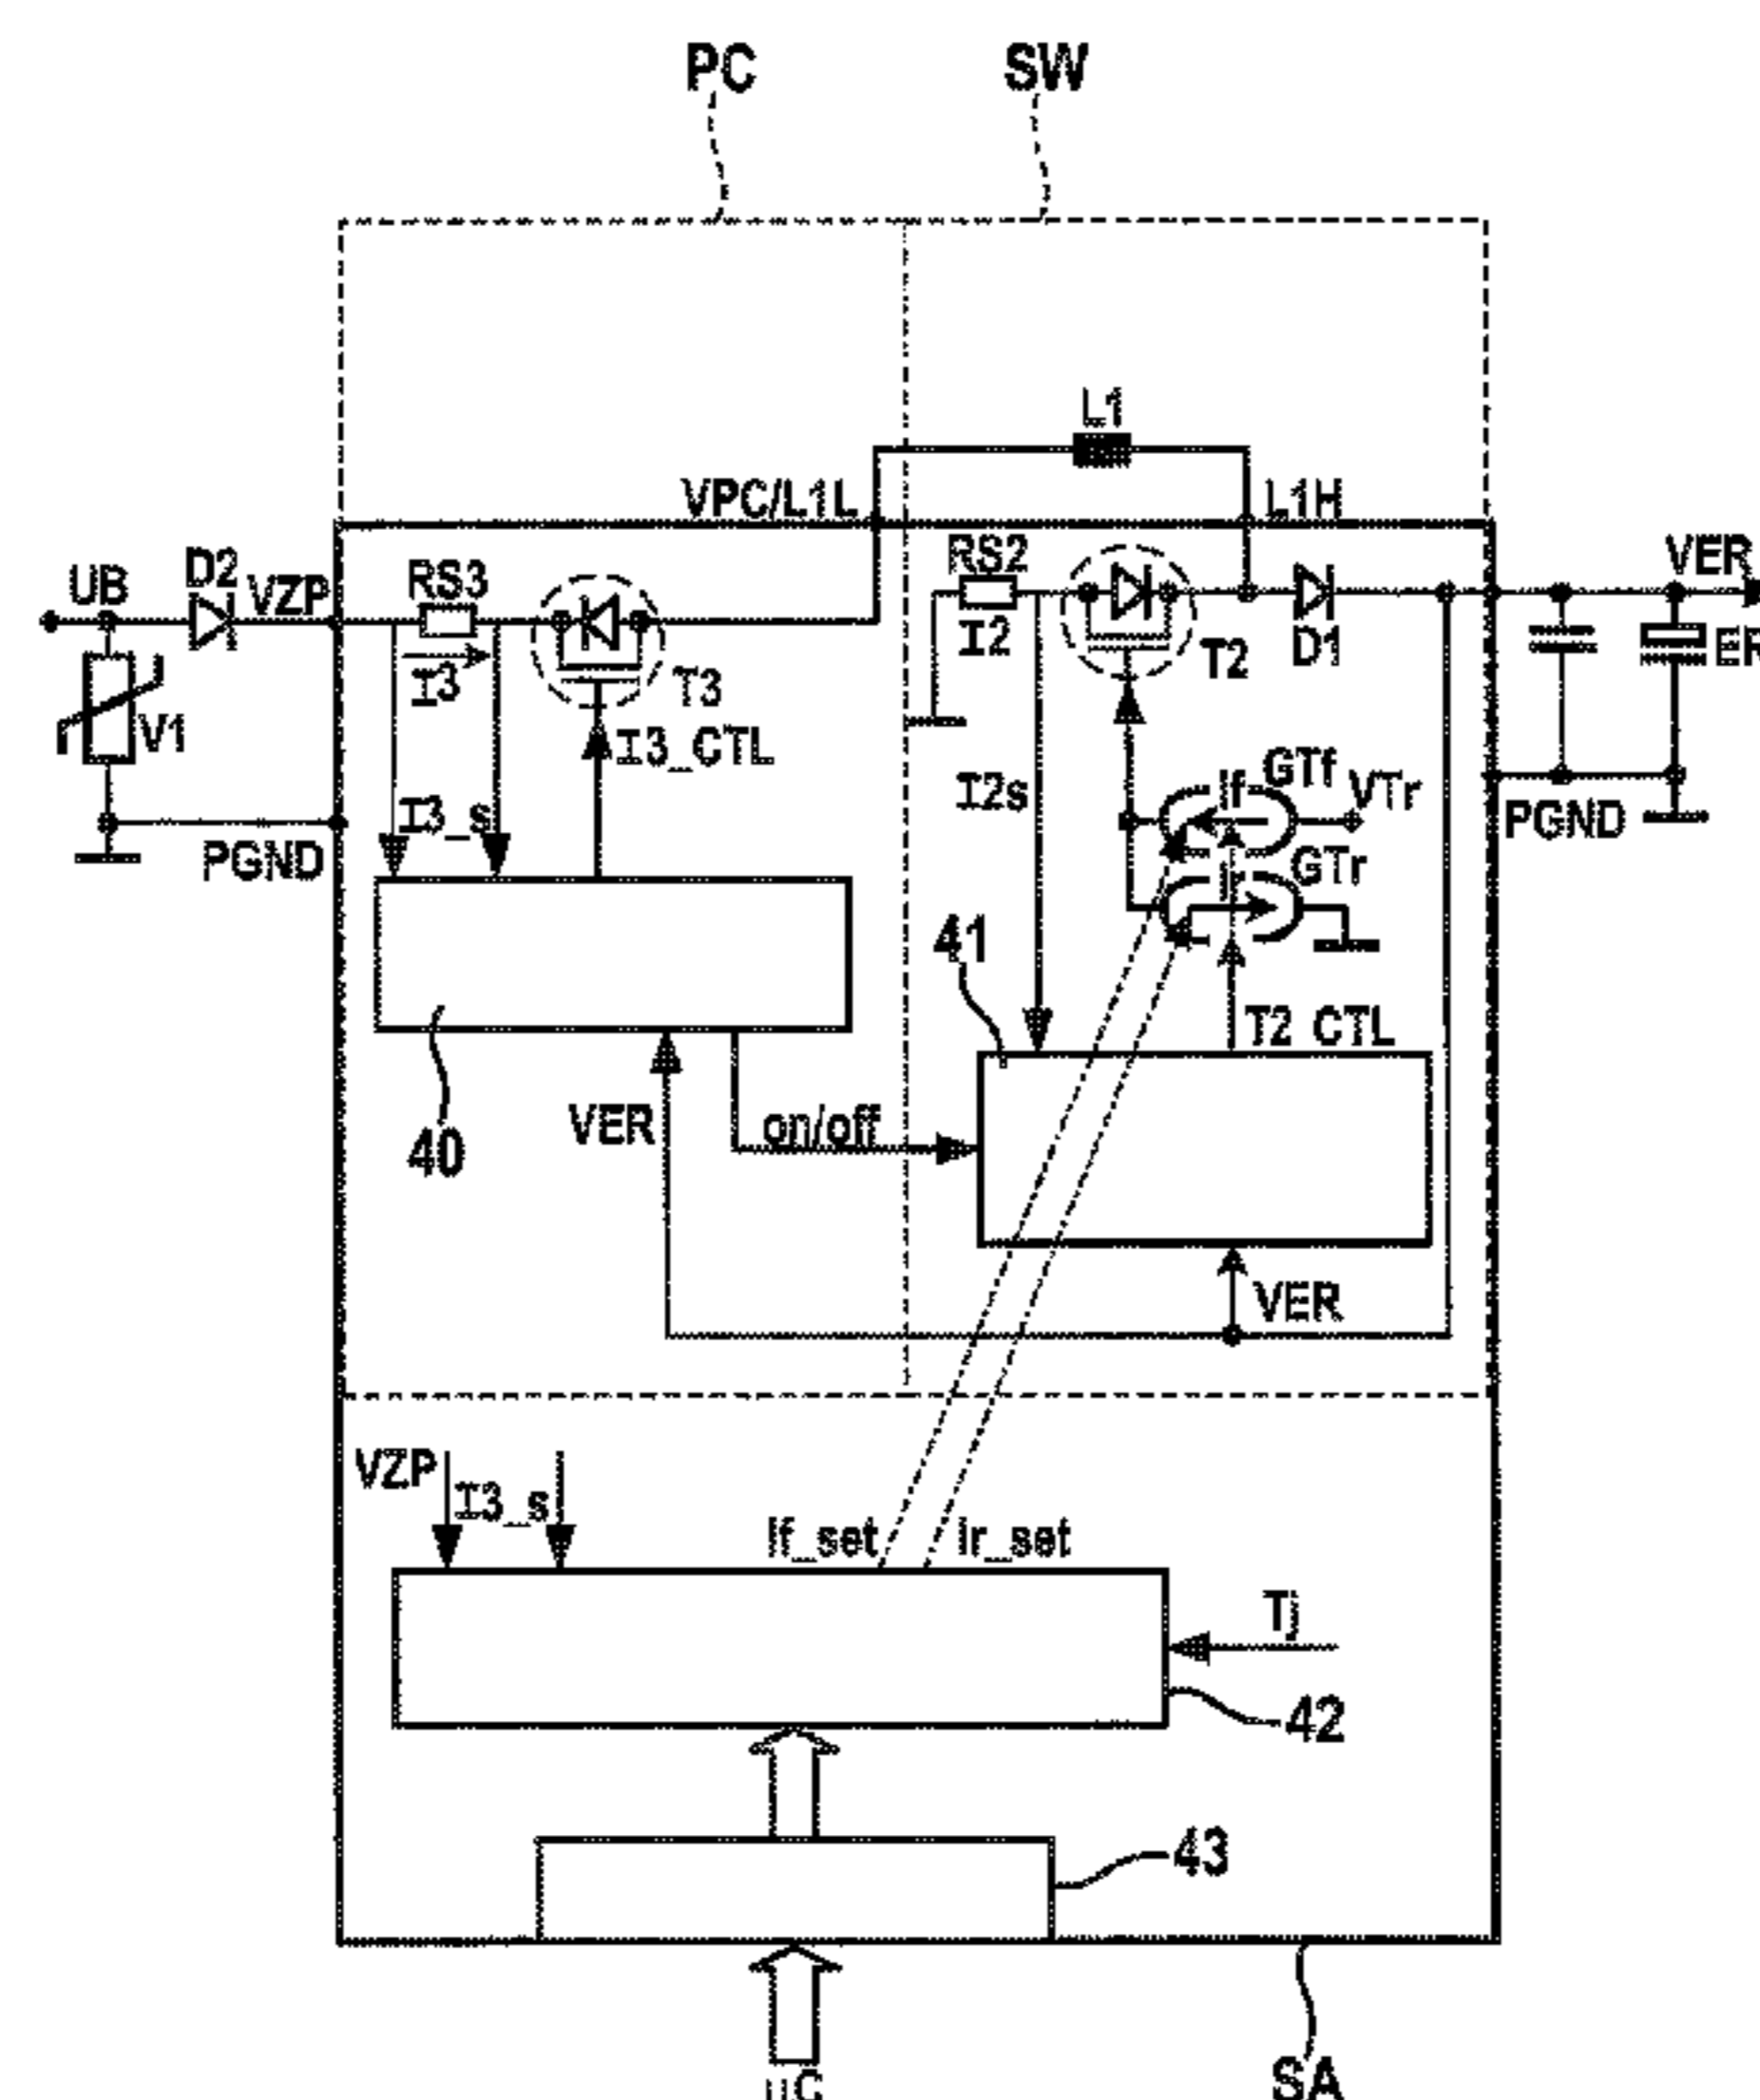 PC
SW
L1
VPC/L1L
L1H
UB
D2
VZP
RS3
RS2
VER
I3
T3
I2
T2
D1
ER
V1
I3_CTL
I3_s
I2s
If
GTf
VTr
PGND
PGND
Ir
GTr
41
T2_CTL
VER
on/off
40
VER
VZP
I3_s
If_set
Ir_set
Tj
42
43
SA